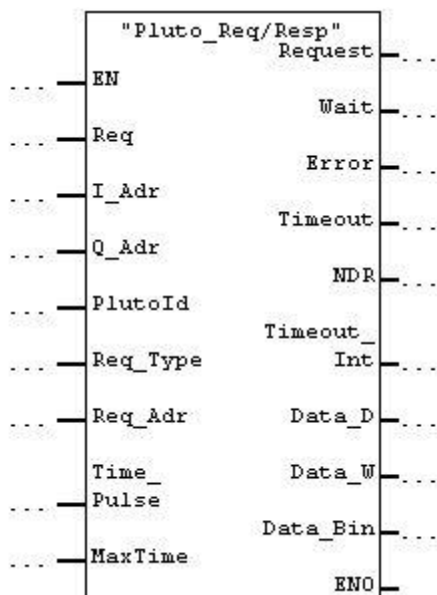 "Pluto_Req/Resp"
Request
EN
Wait
Req
Error
I_Adr
Timeout
Q_Adr
NDR
PlutoId
Timeout_
Int
Req_Type
Data_D
Req_Adr
Data_W
Time_
Pulse
Data_Bin
MaxTime
ENO